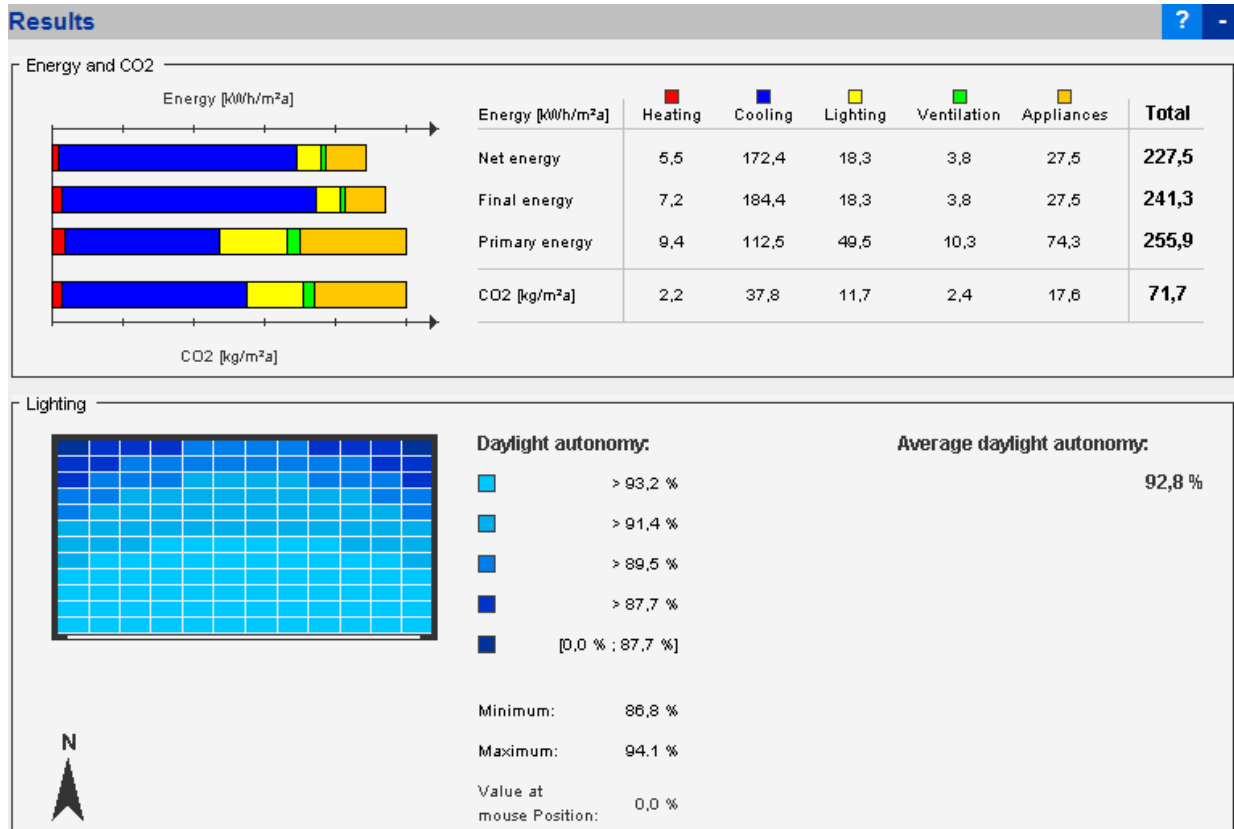 Results ? -
Energy and CO2
Energy [kWh/m²a]
CO2 [kg/m²a]
Energy [kWh/m²a] Heating Cooling Lighting Ventilation Appliances Total
Net energy 5,5 172,4 18,3 3,8 27,5 227,5
Final energy 7,2 184,4 18,3 3,8 27,5 241,3
Primary energy 9,4 112,5 49,5 10,3 74,3 255,9
CO2 [kg/m²a] 2,2 37,8 11,7 2,4 17,6 71,7
Lighting
N
Daylight autonomy:
> 93,2 %
> 91,4 %
> 89,5 %
> 87,7 %
[0,0 % ; 87,7 %]
Minimum: 86,8 %
Maximum: 94.1 %
Value at
mouse Position: 0,0 %
Average daylight autonomy:
92,8 %